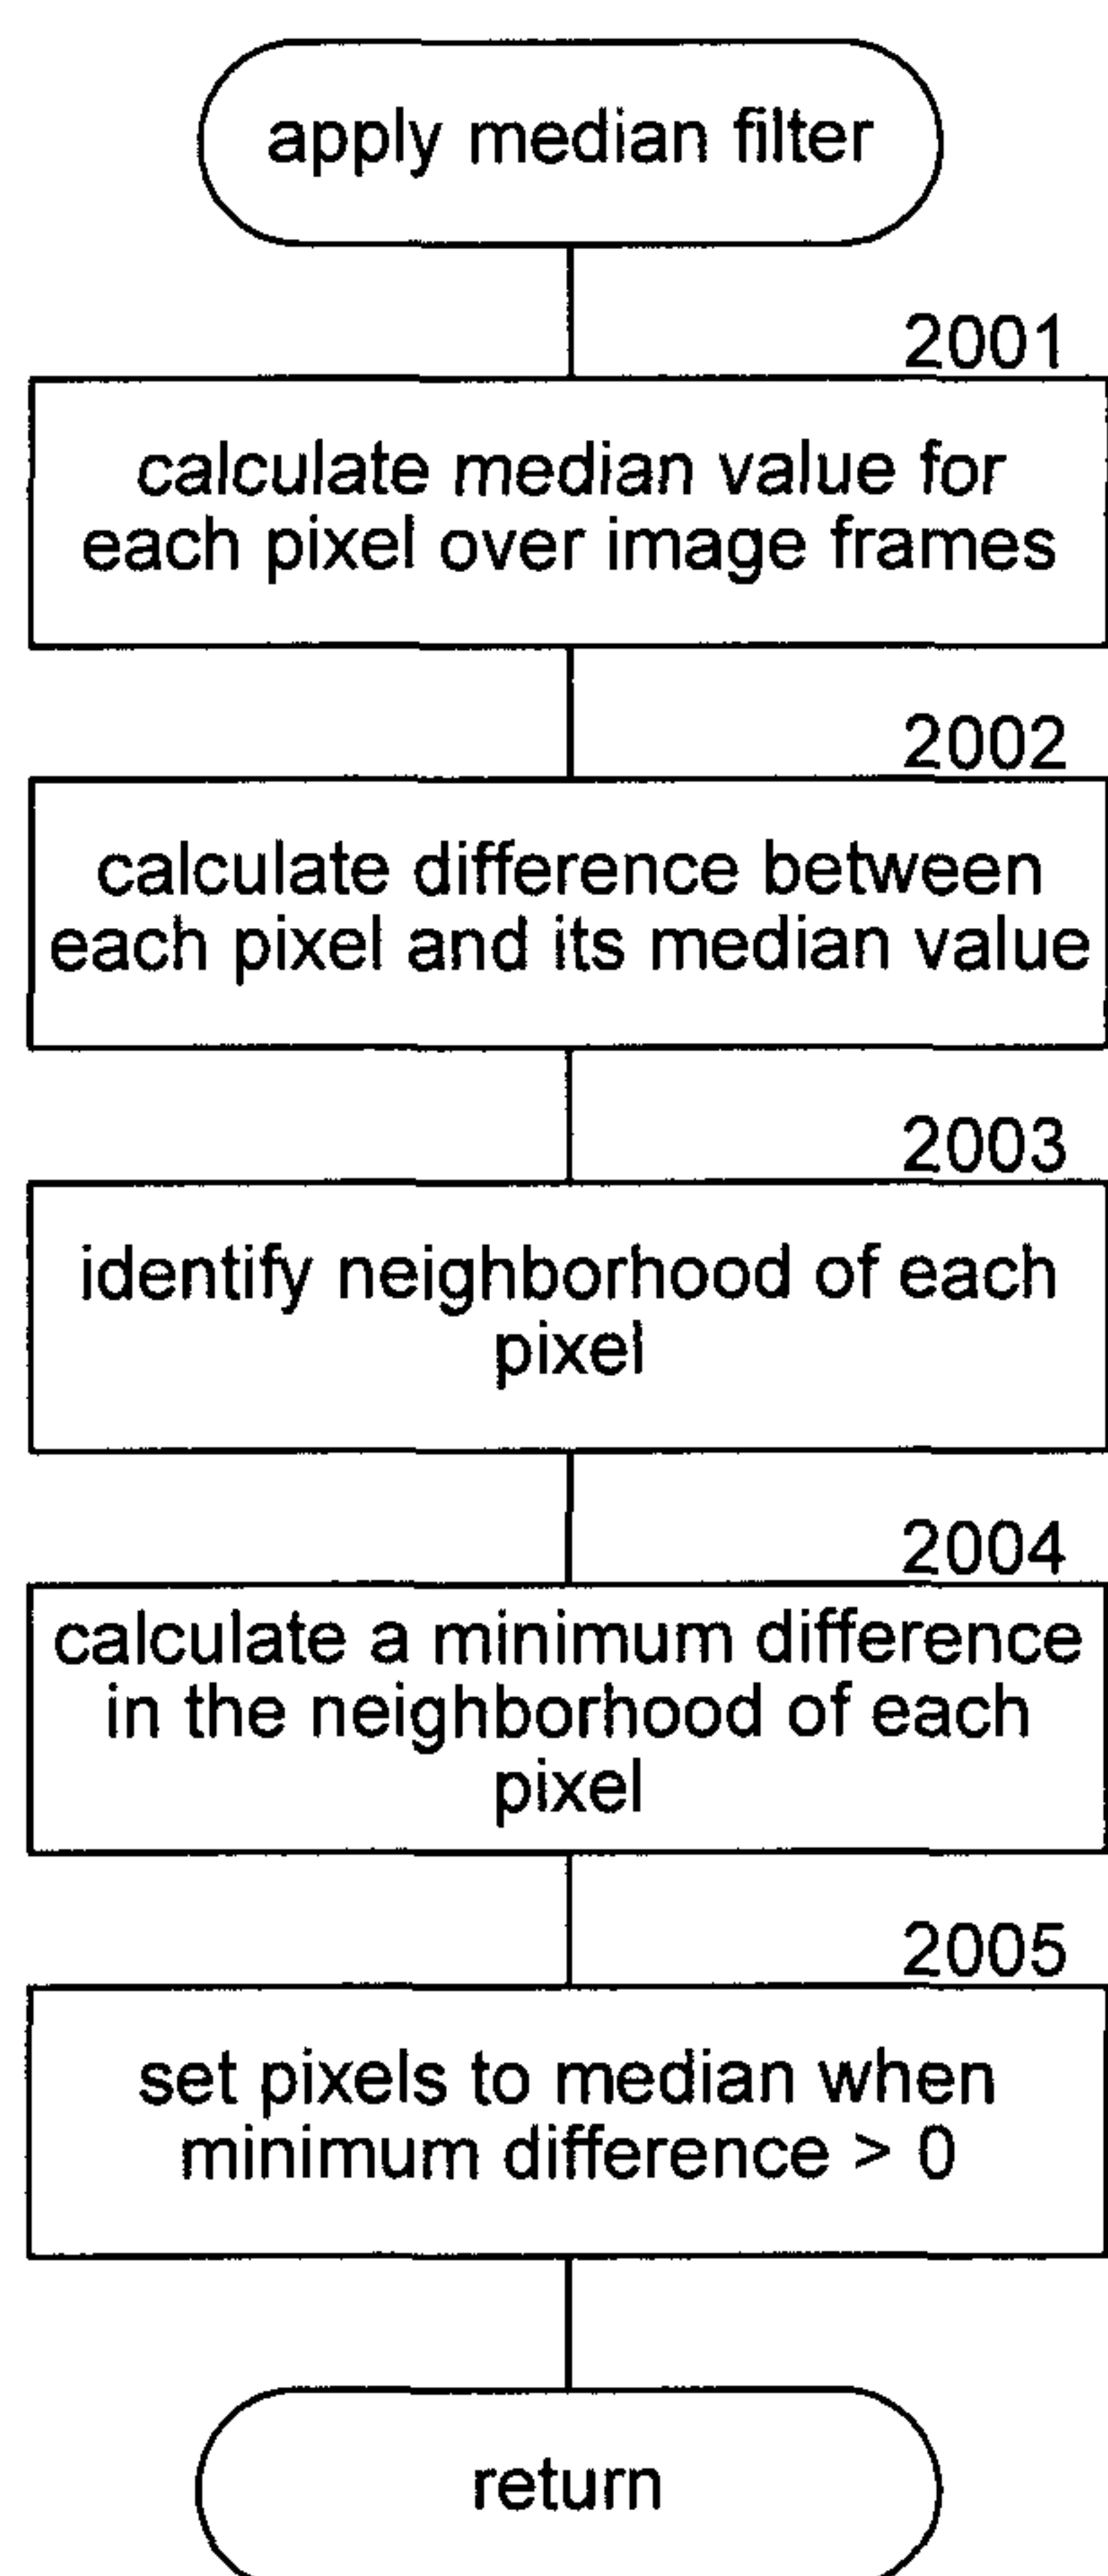 apply median filter
2001
calculate median value for
each pixel over image frames
2002
calculate difference between
each pixel and its median value
2003
identify neighborhood of each
pixel
2004
calculate a minimum difference
in the neighborhood of each
pixel
2005
set pixels to median when
minimum difference > 0
return